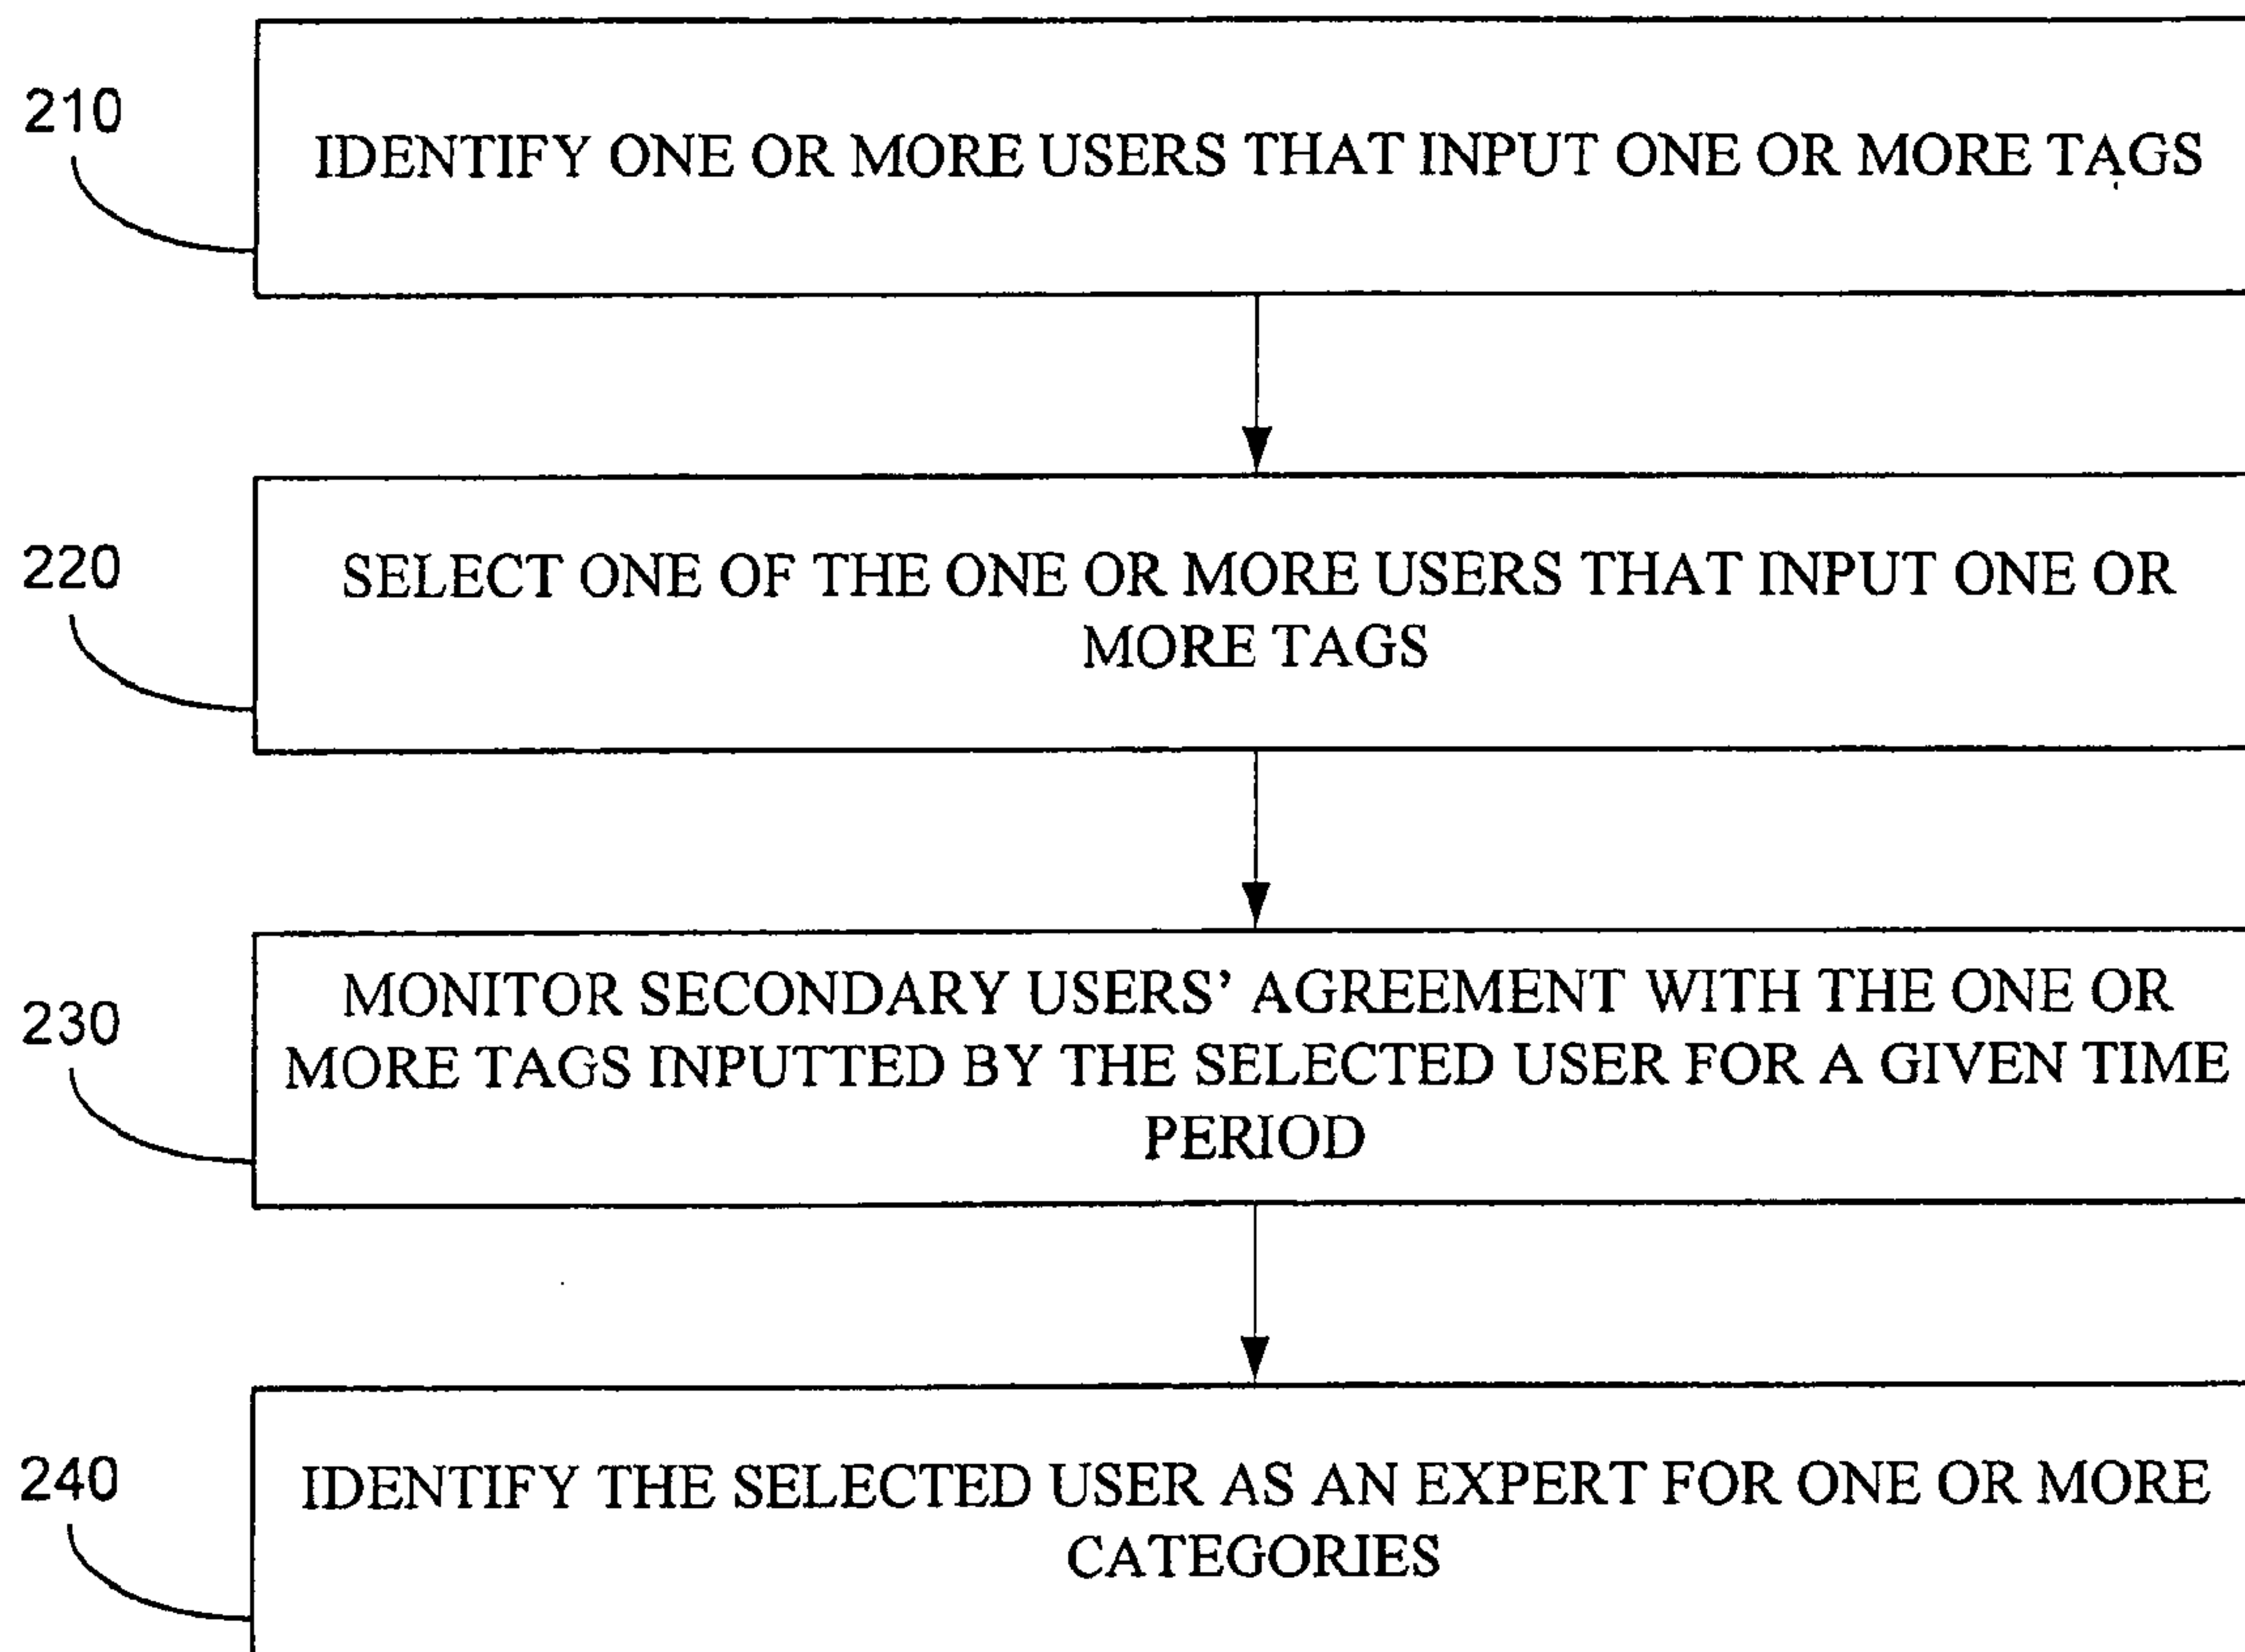 210
IDENTIFY ONE OR MORE USERS THAT INPUT ONE OR MORE TAGS
220
SELECT ONE OF THE ONE OR MORE USERS THAT INPUT ONE OR
MORE TAGS
230
MONITOR SECONDARY USERS’ AGREEMENT WITH THE ONE OR
MORE TAGS INPUTTED BY THE SELECTED USER FOR A GIVEN TIME
PERIOD
240
IDENTIFY THE SELECTED USER AS AN EXPERT FOR ONE OR MORE
CATEGORIES